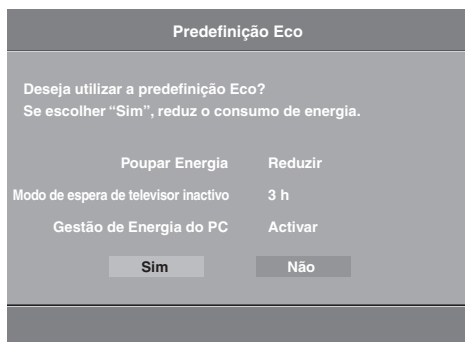 Predefinição Eco
Deseja utilizar a predefinição Eco?
Se escolher “Sim”, reduz o consumo de energia.
Poupar Energia Reduzir
Modo de espera de televisor inactivo 3 h
Gestão de Energia do PC Activar
Sim Não